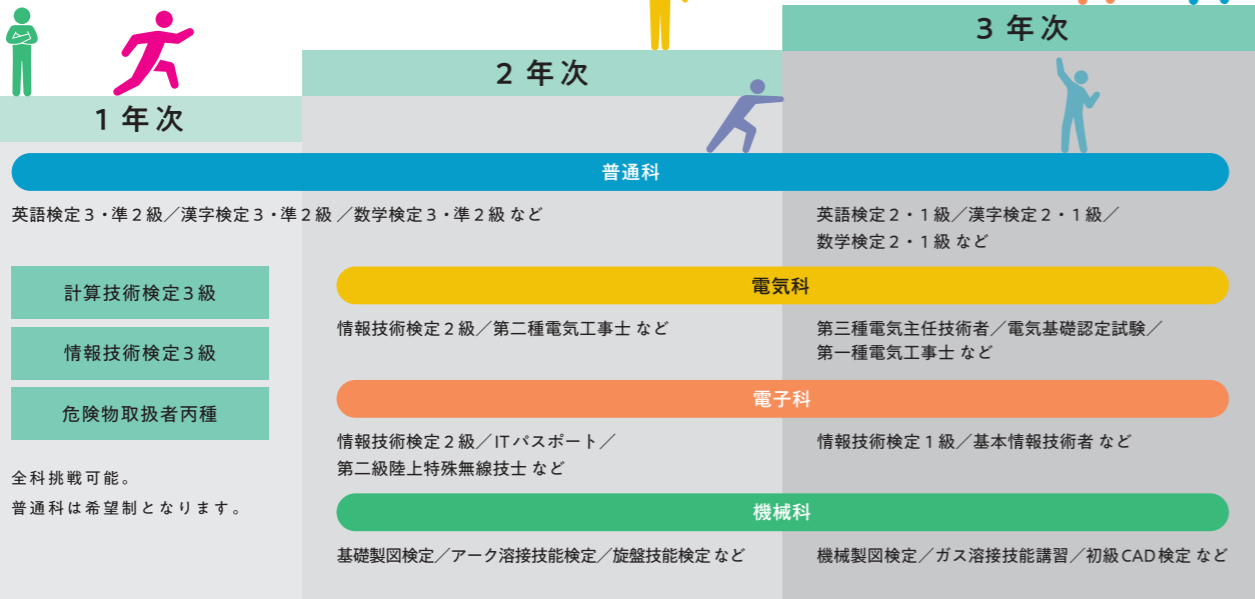 1年次
2年次
3年次
普通科
英語検定3・準2級／漢字検定3・準2級／数学検定3・準2級 など
英語検定2・1級／漢字検定2・1級／
数学検定2・1級 など
計算技術検定3級
情報技術検定3級
危険物取扱者丙種
全科挑戦可能。
普通科は希望制となります。
電気科
情報技術検定2級／第二種電気工事士 など
第三種電気主任技術者／電気基礎認定試験／
第一種電気工事士 など
電子科
情報技術検定2級／ITパスポート／
第二級陸上特殊無線技士 など
情報技術検定1級／基本情報技術者 など
機械科
基礎製図検定／アーク溶接技能検定／旋盤技能検定 など
機械製図検定／ガス溶接技能講習／初級CAD検定 など